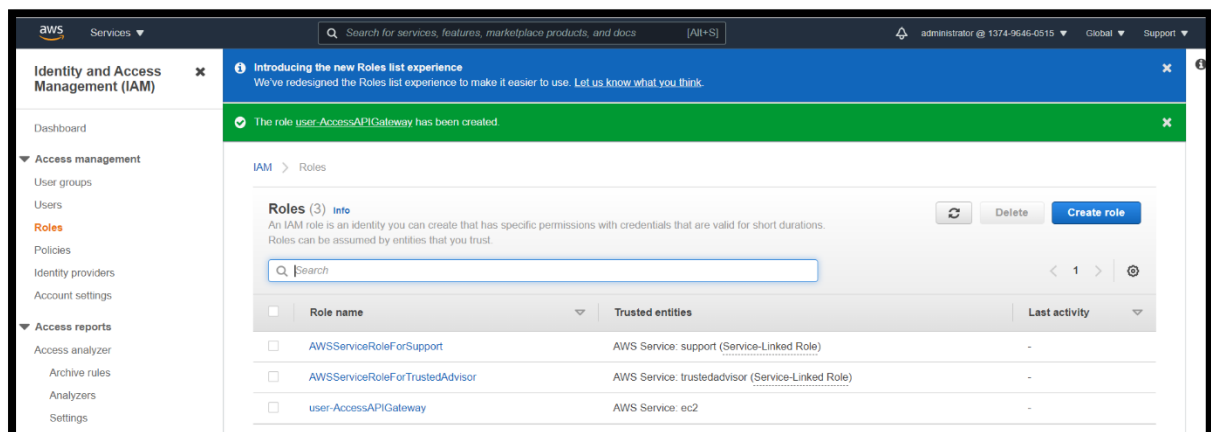 aws Services ▼ Search for services, features, marketplace products, and docs [Alt+S] administrator @ 1374-9646-0515 ▼ Global ▼ Support ▼
Identity and Access
Management (IAM)
Dashboard
Access management
User groups
Users
Roles
Policies
Identity providers
Account settings
Access reports
Access analyzer
Archive rules
Analyzers
Settings
Introducing the new Roles list experience
We've redesigned the Roles list experience to make it easier to use. Let us know what you think.
The role user-AccessAPIGateway has been created.
IAM > Roles
Roles (3) Info
An IAM role is an identity you can create that has specific permissions with credentials that are valid for short durations.
Roles can be assumed by entities that you trust.
Delete Create role
Search
< 1 >
Role name Trusted entities Last activity
AWSServiceRoleForSupport AWS Service: support (Service-Linked Role) -
AWSServiceRoleForTrustedAdvisor AWS Service: trustedadvisor (Service-Linked Role) -
user-AccessAPIGateway AWS Service: ec2 -